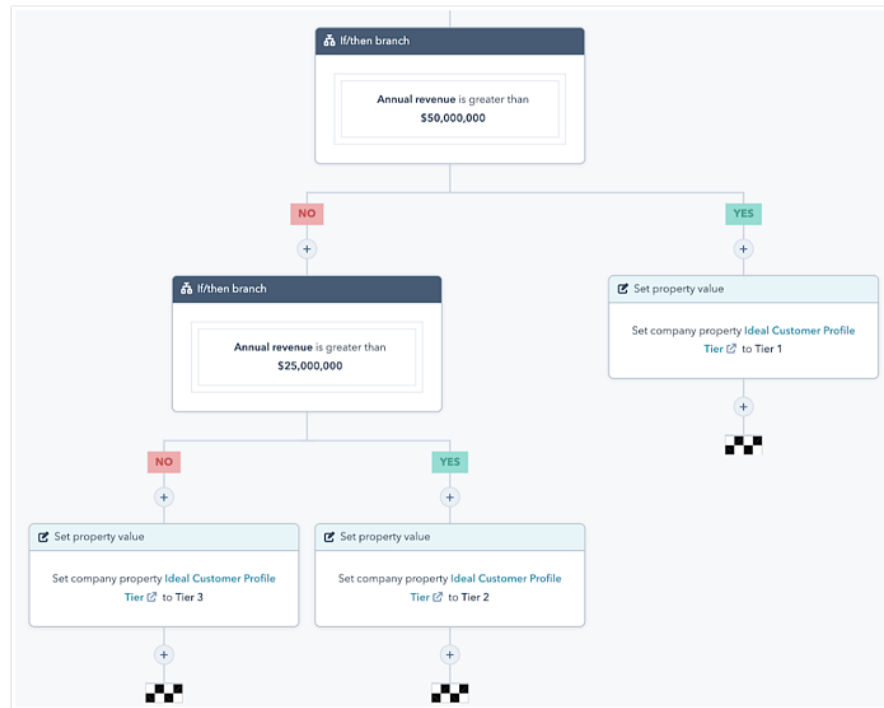 If/then branch
Annual revenue is greater than
$50,000,000
NO
YES
If/then branch
Annual revenue is greater than
$25,000,000
Set property value
Set company property Ideal Customer Profile
Tier to Tier 1
NO
YES
Set property value
Set company property Ideal Customer Profile
Tier to Tier 3
Set property value
Set company property Ideal Customer Profile
Tier to Tier 2